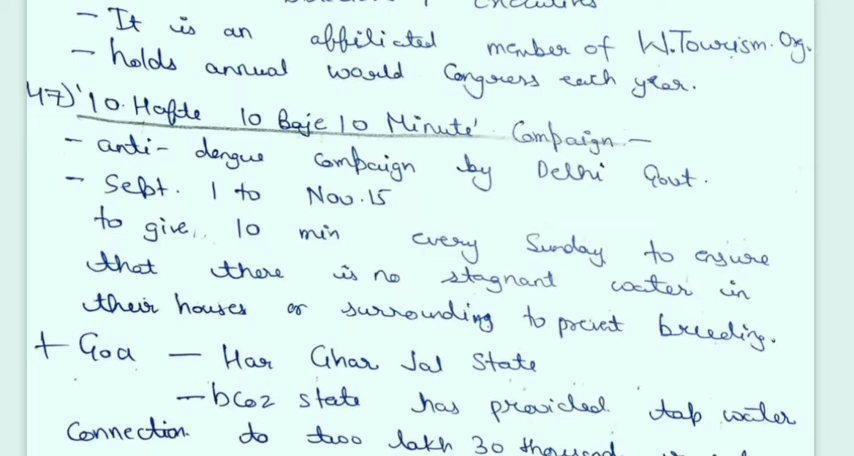 Executives
– It is an affiliated member of W.Tourism.Org.
– holds annual world Congress each year.
47) '10 Hafte 10 Baje 10 Minute' Campaign –
– anti-dengue campaign by Delhi Govt.
– Sept. 1 to Nov. 15
to give 10 min every Sunday to ensure
that there is no stagnant water in
their houses or surrounding to prevent breeding.
+ Goa – Har Ghar Jal State
– bcoz state has provided tap water
Connection to two lakh 30 thousand